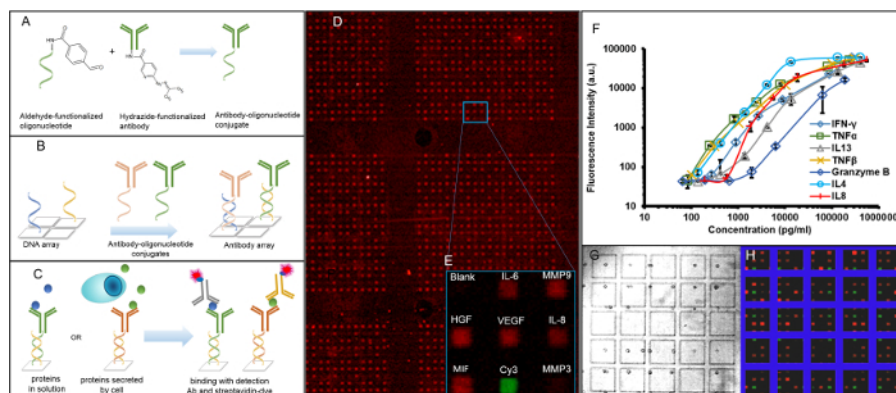 A
HN
O
Aldehyde-functionalized
oligonucleotide
+
HN
O
Hydrazide-functionalized
antibody
Antibody-oligonucleotide
conjugate
B
DNA array
Antibody-oligonucleotide
conjugates
Antibody array
C
OR
proteins
in solution
proteins secreted
by cell
binding with detection
Ab and streptavidin-dye
D
E
Blank
IL-6
MMP9
HGF
VEGF
IL-8
MIF
Cy3
MMP3
F
Fluorescence Intensity (a.u.)
100000
10000
1000
100
10
10
100
1000
10000
100000
1000000
Concentration (pg/ml)
IFN-γ
TNFα
IL13
TNFβ
Granzyme B
IL4
IL8
G
H